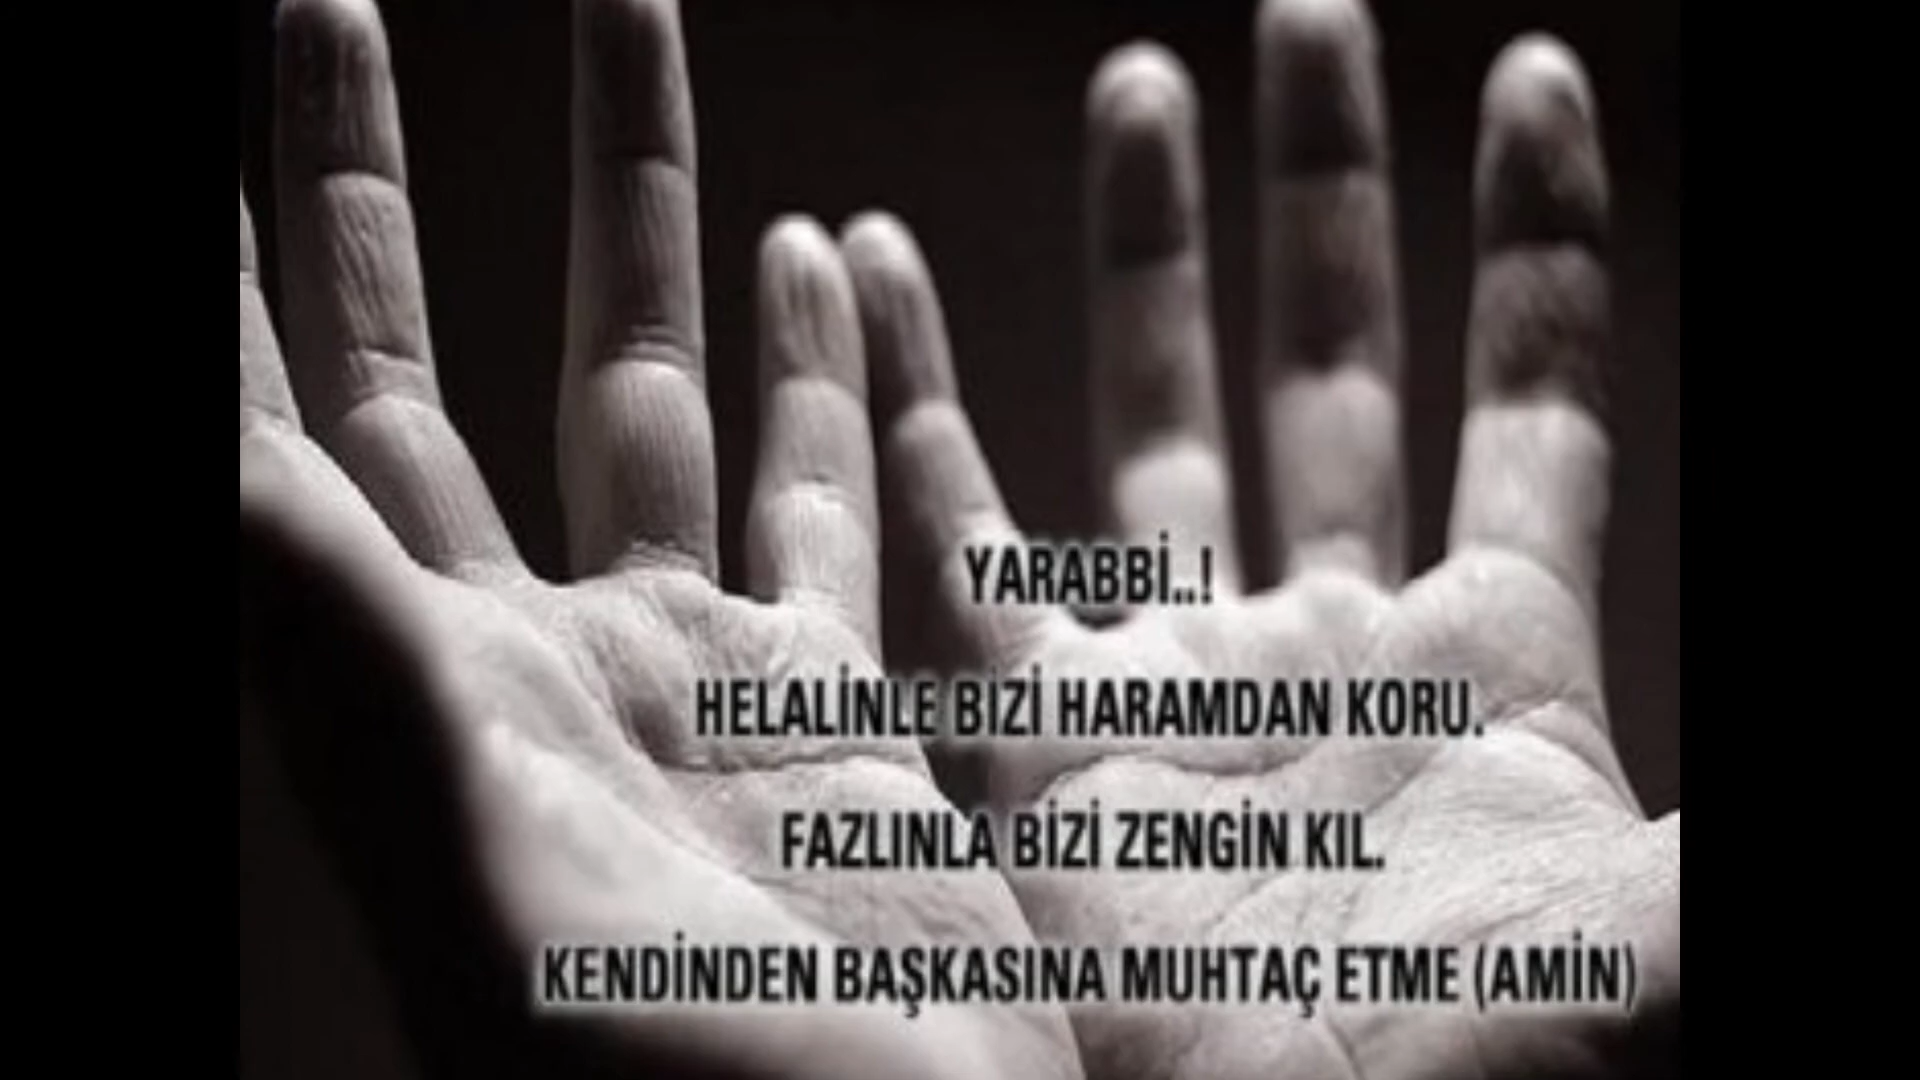 YARABBİ..!
HELALİNLE BİZİ HARAMDAN KORU.
FAZLINLA BİZİ ZENGİN KIL.
KENDİNDEN BAŞKASINA MUHTAÇ ETME (AMİN)